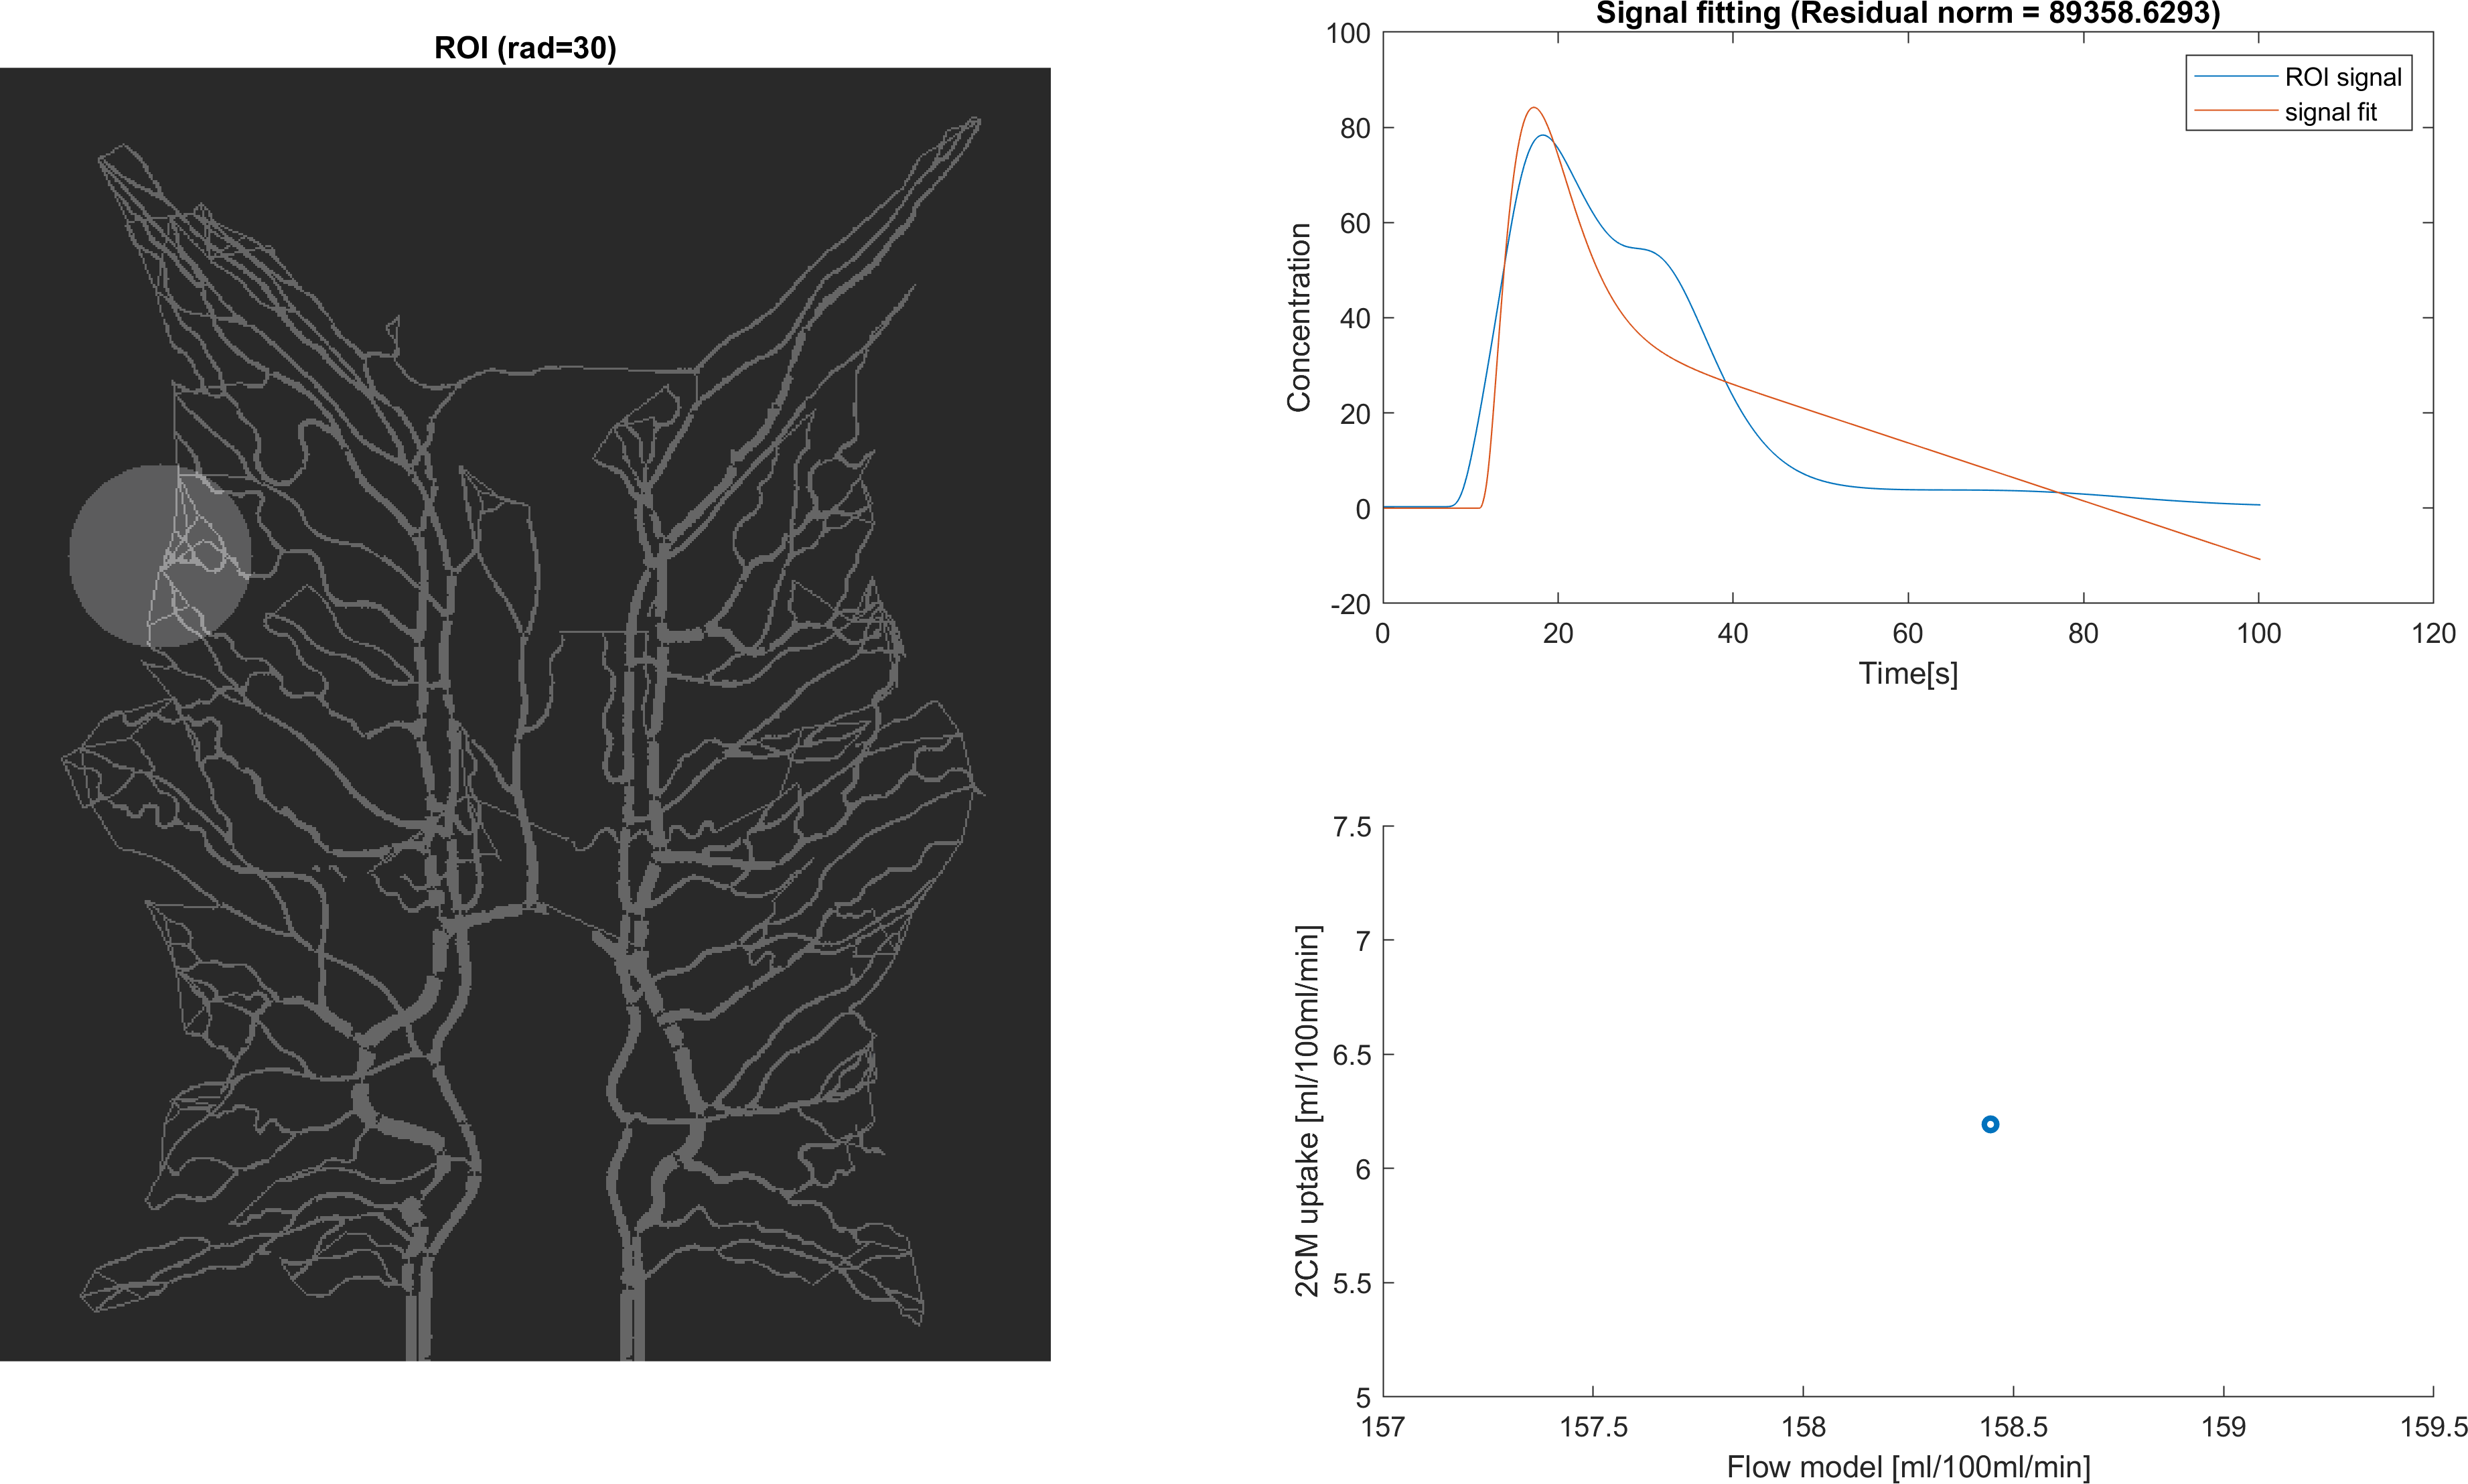 ROI (rad=30)
Signal fitting (Residual norm = 89358.6293)
100
80
60
40
20
0
-20
Concentration
ROI signal
signal fit
0 20 40 60 80 100 120
Time[s]
7.5
7
6.5
6
5.5
5
2CM uptake [ml/100ml/min]
157 157.5 158 158.5 159 159.5
Flow model [ml/100ml/min]